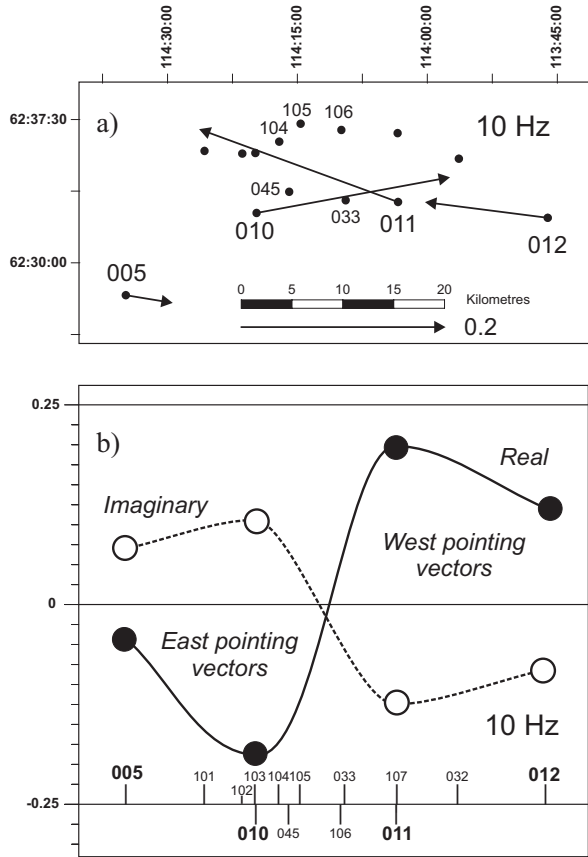 114:30:00
114:15:00
114:00:00
113:45:00
62:37:30
a)
105
106
10 Hz
104
045
033
010
011
012
62:30:00
005
0 5 10 15 20
Kilometres
0.2
0.25
b)
Real
Imaginary
West pointing
vectors
0
East pointing
vectors
10 Hz
005
012
101
103
104
105
033
107
032
102
-0.25
010
045
106
011